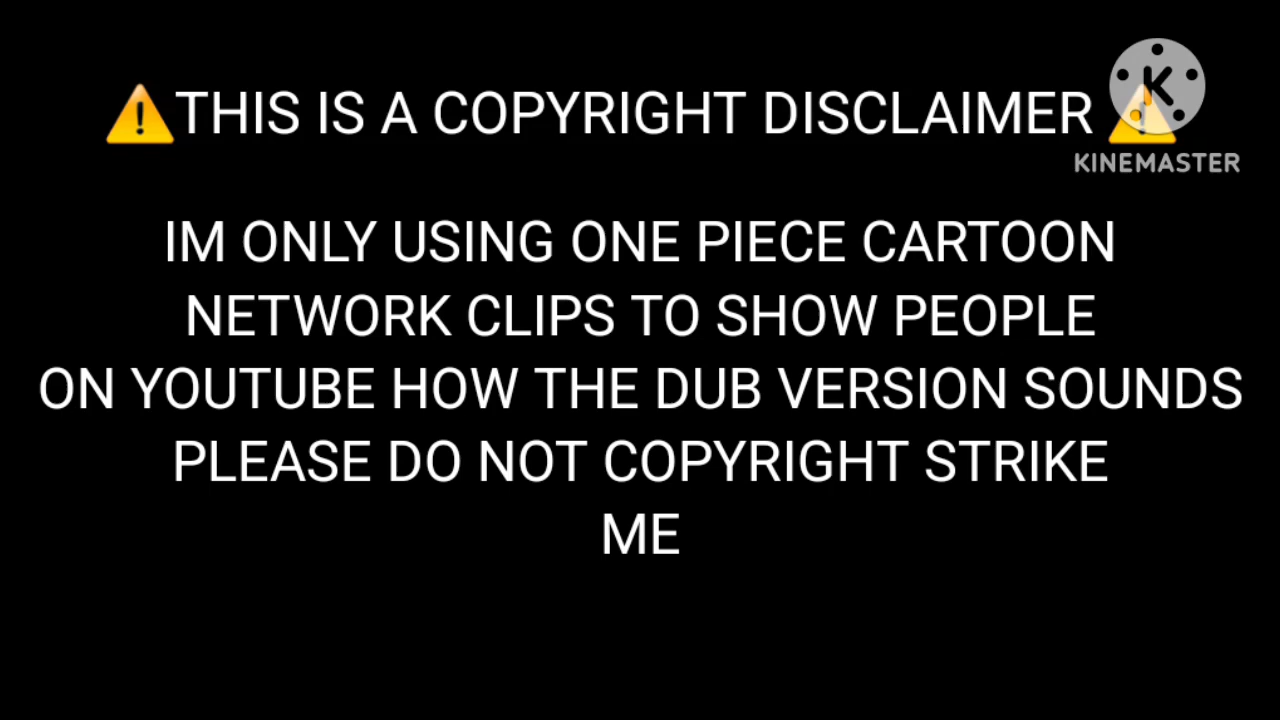 ⚠️THIS IS A COPYRIGHT DISCLAIMER⚠️
KINEMASTER
IM ONLY USING ONE PIECE CARTOON
NETWORK CLIPS TO SHOW PEOPLE
ON YOUTUBE HOW THE DUB VERSION SOUNDS
PLEASE DO NOT COPYRIGHT STRIKE
ME